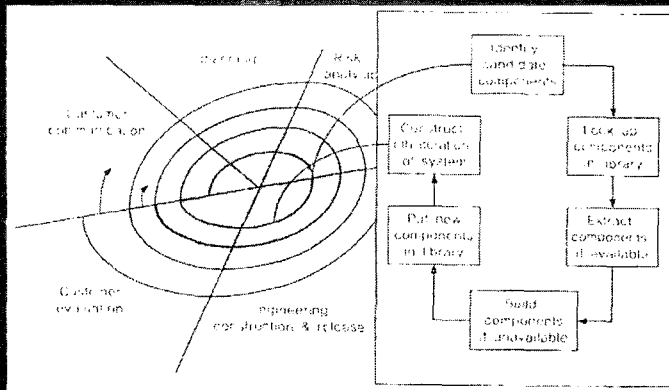 Planning
Risk
analysis
Customer
communication
Customer
evaluation
Engineering
construction & release
Identify
candidate
components
Look up
components
in library
Extract
components
if available
Build
components
if unavailable
Put new
components
in library
Construct
nth iteration
of system